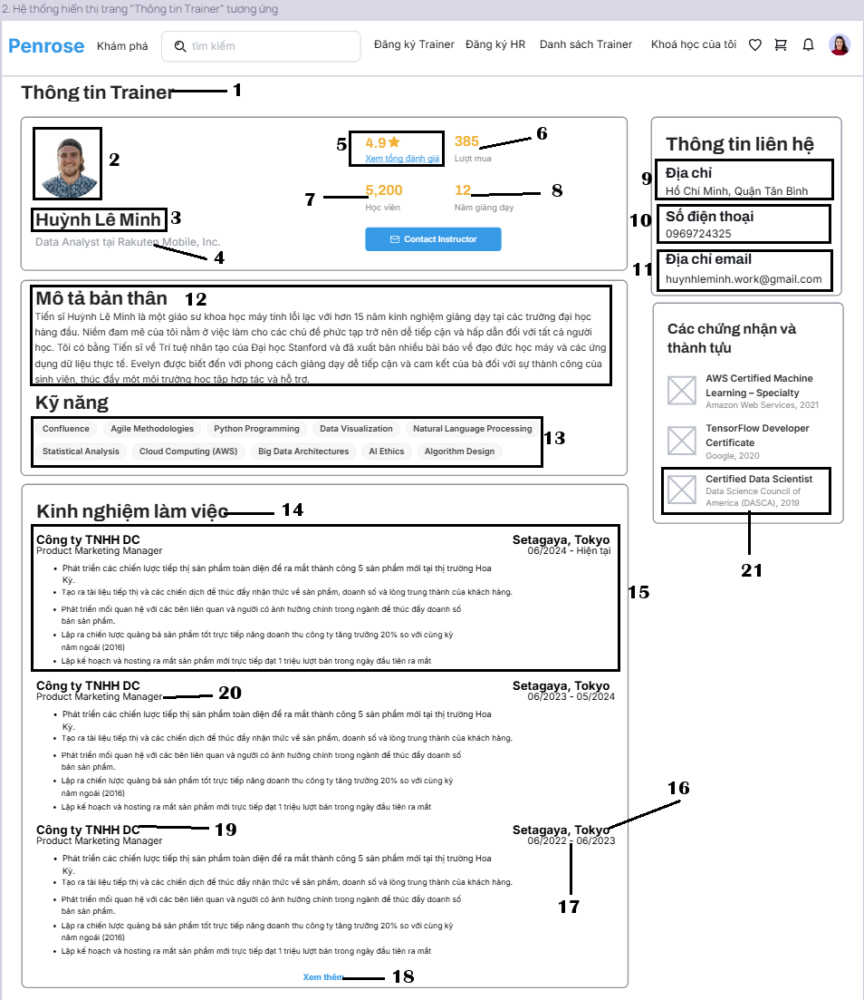 2. Hệ thống hiển thị trang "Thông tin Trainer" tương ứng
Penrose Khám phá tìm kiếm Đăng ký Trainer Đăng ký HR Danh sách Trainer Khoá học của tôi
Thông tin Trainer 1
2
Huỳnh Lê Minh 3
Data Analyst tại Rakuten Mobile, Inc.
4
5 4.9
Xem tổng đánh giá
385 6
Lượt mua
7 5,200
Học viên
12 8
Năm giảng dạy
Contact Instructor
Thông tin liên hệ
9 Địa chỉ
Hồ Chí Minh, Quận Tân Bình
10 Số điện thoại
0969724325
11 Địa chỉ email
huynhleminh.work@gmail.com
Mô tả bản thân 12
Tiến sĩ Huỳnh Lê Minh là một giáo sư khoa học máy tính lỗi lạc với hơn 15 năm kinh nghiệm giảng dạy tại các trường đại học
hàng đầu. Niềm đam mê của tôi nằm ở việc làm cho các chủ đề phức tạp trở nên dễ tiếp cận và hấp dẫn đối với tất cả người
học. Tôi có bằng Tiến sĩ về Trí tuệ nhân tạo của Đại học Stanford và đã xuất bản nhiều bài báo về đạo đức học máy và các ứng
dụng dữ liệu thực tế. Evelyn được biết đến với phong cách giảng dạy dễ tiếp cận và cam kết của bà đối với sự thành công của
sinh viên, thúc đẩy một môi trường học tập hợp tác và hỗ trợ.
Kỹ năng
Confluence Agile Methodologies Python Programming Data Visualization Natural Language Processing
Statistical Analysis Cloud Computing (AWS) Big Data Architectures AI Ethics Algorithm Design
13
Các chứng nhận và
thành tựu
AWS Certified Machine
Learning – Specialty
Amazon Web Services, 2021
TensorFlow Developer
Certificate
Google, 2020
Certified Data Scientist
Data Science Council of
America (DASCA), 2019
21
Kinh nghiệm làm việc 14
Công ty TNHH DC Setagaya, Tokyo
Product Marketing Manager 06/2024 - Hiện tại
• Phát triển các chiến lược tiếp thị sản phẩm toàn diện để ra mắt thành công 5 sản phẩm mới tại thị trường Hoa
Kỳ.
• Tạo ra tài liệu tiếp thị và các chiến dịch để thúc đẩy nhận thức về sản phẩm, doanh số và lòng trung thành của khách hàng.
• Phát triển mối quan hệ với các bên liên quan và người có ảnh hưởng chính trong ngành để thúc đẩy doanh số
bán sản phẩm.
• Lập ra chiến lược quảng bá sản phẩm tốt trực tiếp nâng doanh thu công ty tăng trưởng 20% so với cùng kỳ
năm ngoái (2016)
• Lập kế hoạch và hosting ra mắt sản phẩm mới trực tiếp đạt 1 triệu lượt bán trong ngày đầu tiên ra mắt
15
Công ty TNHH DC Setagaya, Tokyo
Product Marketing Manager 20 06/2023 - 05/2024
• Phát triển các chiến lược tiếp thị sản phẩm toàn diện để ra mắt thành công 5 sản phẩm mới tại thị trường Hoa
Kỳ.
• Tạo ra tài liệu tiếp thị và các chiến dịch để thúc đẩy nhận thức về sản phẩm, doanh số và lòng trung thành của khách hàng.
• Phát triển mối quan hệ với các bên liên quan và người có ảnh hưởng chính trong ngành để thúc đẩy doanh số
bán sản phẩm.
• Lập ra chiến lược quảng bá sản phẩm tốt trực tiếp nâng doanh thu công ty tăng trưởng 20% so với cùng kỳ
năm ngoái (2016)
• Lập kế hoạch và hosting ra mắt sản phẩm mới trực tiếp đạt 1 triệu lượt bán trong ngày đầu tiên ra mắt
16
Công ty TNHH DC 19 Setagaya, Tokyo
Product Marketing Manager 06/2022 - 06/2023
• Phát triển các chiến lược tiếp thị sản phẩm toàn diện để ra mắt thành công 5 sản phẩm mới tại thị trường Hoa
Kỳ.
• Tạo ra tài liệu tiếp thị và các chiến dịch để thúc đẩy nhận thức về sản phẩm, doanh số và lòng trung thành của khách hàng.
• Phát triển mối quan hệ với các bên liên quan và người có ảnh hưởng chính trong ngành để thúc đẩy doanh số
bán sản phẩm.
17
• Lập ra chiến lược quảng bá sản phẩm tốt trực tiếp nâng doanh thu công ty tăng trưởng 20% so với cùng kỳ
năm ngoái (2016)
• Lập kế hoạch và hosting ra mắt sản phẩm mới trực tiếp đạt 1 triệu lượt bán trong ngày đầu tiên ra mắt
Xem thêm 18